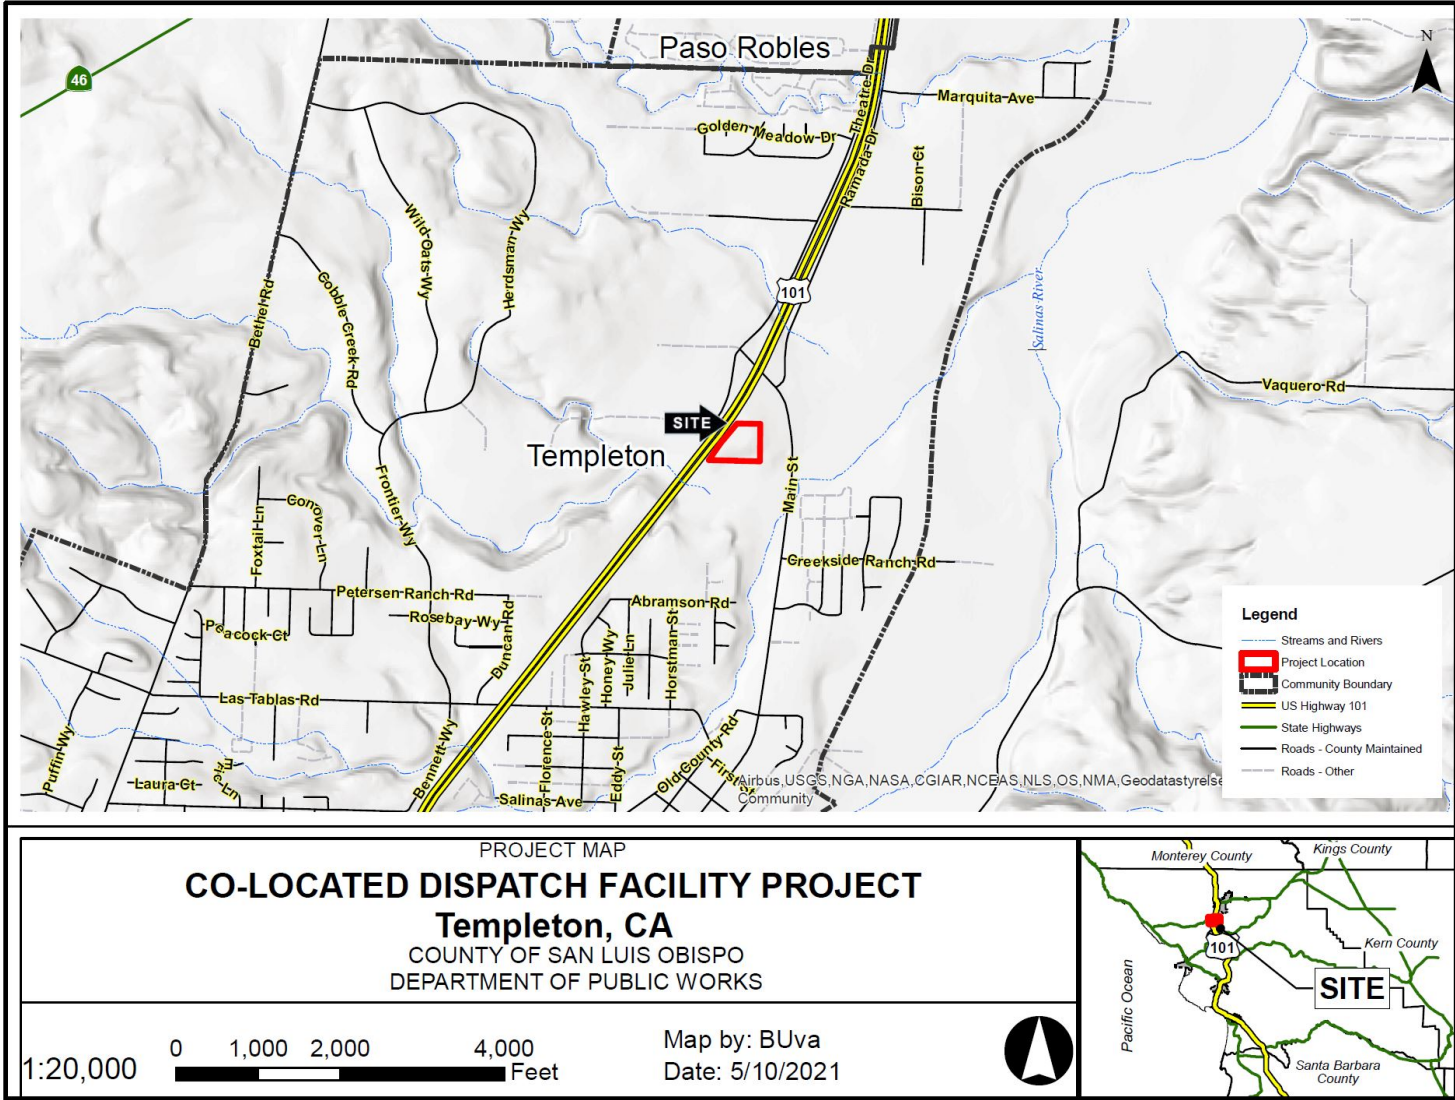 Paso Robles
N
46
Marquita Ave
Theatre Dr
Golden Meadow Dr
Ramada Dr
Bison Ct
Wild Oats Wy
Herdsman Wy
Cobble Creek Rd
Bethel Rd
101
Salinas River
Vaquero Rd
SITE
Templeton
Main St
Frontier Wy
Conover Ln
Foxtail Ln
Creekside Ranch Rd
Petersen Ranch Rd
Abramson Rd
Rosebay Wy
Peacock Ct
Duncan Rd
Honey Wy
Julie Ln
Horstman St
Hawley St
Las Tablas Rd
Bennett Wy
Florence St
Eddy St
Old County Rd
First St
Puffin Wy
Laura Ct
Salinas Ave
Airbus,USGS,NGA,NASA,CGIAR,NCEAS,NLS,OS,NMA,Geodatastyrelse
Community
Legend
Streams and Rivers
Project Location
Community Boundary
US Highway 101
State Highways
Roads - County Maintained
Roads - Other
PROJECT MAP
CO-LOCATED DISPATCH FACILITY PROJECT
Templeton, CA
COUNTY OF SAN LUIS OBISPO
DEPARTMENT OF PUBLIC WORKS
1:20,000
0 1,000 2,000 4,000
Feet
Map by: BUva
Date: 5/10/2021
Monterey County
Kings County
Kern County
101
SITE
Pacific Ocean
Santa Barbara
County